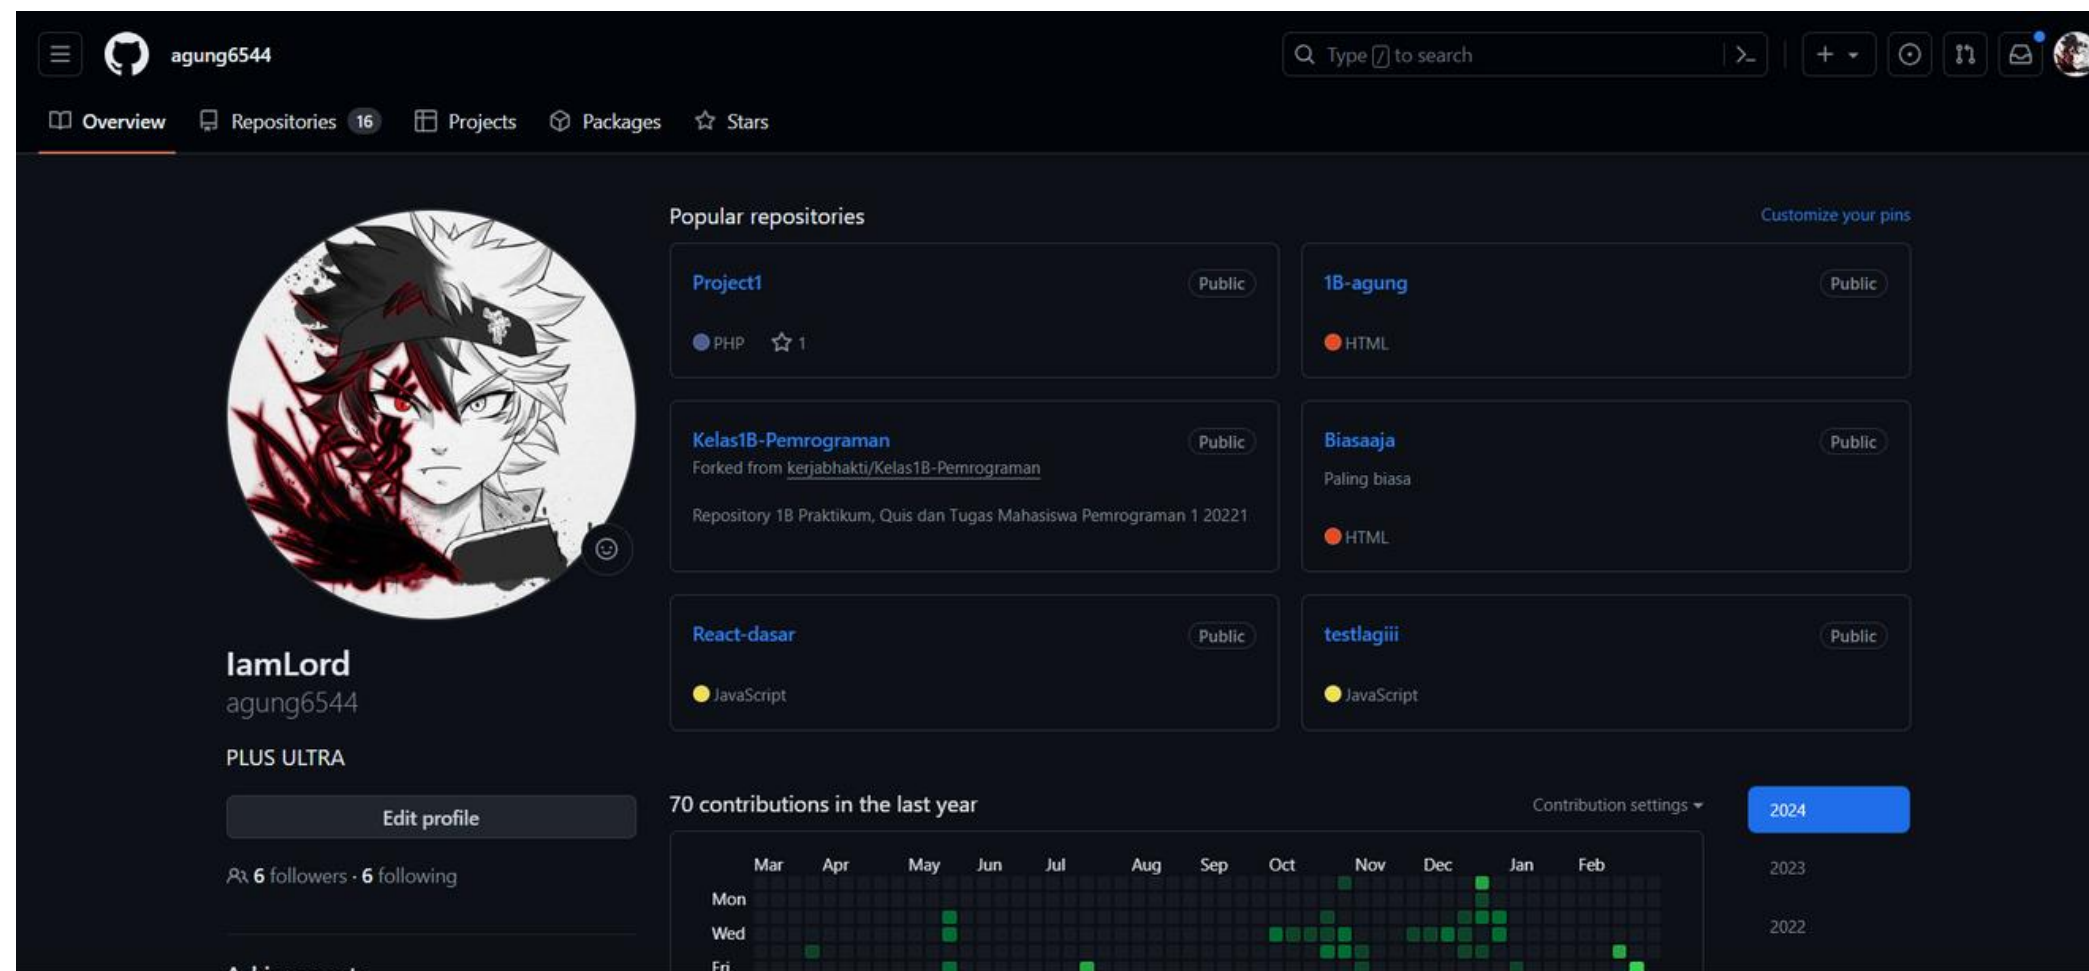 agung6544
Type / to search
Overview
Repositories 16
Projects
Packages
Stars
Popular repositories
Customize your pins
Project1
Public
PHP
1
1B-agung
Public
HTML
Kelas1B-Pemrograman
Public
Forked from kerjabhakti/Kelas1B-Pemrograman
Repository 1B Praktikum, Quis dan Tugas Mahasiswa Pemrograman 1 20221
Biasaaja
Public
Paling biasa
HTML
React-dasar
Public
JavaScript
testlagiii
Public
JavaScript
IamLord
agung6544
PLUS ULTRA
Edit profile
6 followers · 6 following
70 contributions in the last year
Contribution settings
2024
2023
2022
Mar Apr May Jun Jul Aug Sep Oct Nov Dec Jan Feb
Mon
Wed
Fri